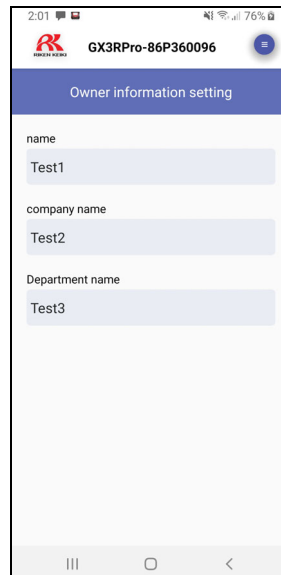 2:01 76%
RIKEN KEIKI
GX3RPro-86P360096
Owner information setting
name
Test1
company name
Test2
Department name
Test3